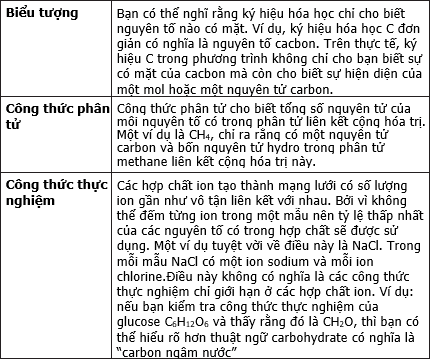 Biểu tượng
Bạn có thể nghĩ rằng ký hiệu hóa học chỉ cho biết
nguyên tố nào có mặt. Ví dụ, ký hiệu hóa học C đơn
giản có nghĩa là nguyên tố cacbon. Trên thực tế, ký
hiệu C trong phương trình không chỉ cho bạn biết sự
có mặt của cacbon mà còn cho biết sự hiện diện của
một mol hoặc một nguyên tử carbon.
Công thức phân
tử
Công thức phân tử cho biết tổng số nguyên tử của
mỗi nguyên tố có trong phân tử liên kết cộng hóa trị.
Một ví dụ là CH₄, chỉ ra rằng có một nguyên tử
carbon và bốn nguyên tử hydro trong phân tử
methane liên kết cộng hóa trị này.
Công thức thực
nghiệm
Các hợp chất ion tạo thành mạng lưới có số lượng
ion gần như vô tận liên kết với nhau. Bởi vì không
thể đếm từng ion trong một mẫu nên tỷ lệ thấp nhất
của các nguyên tố có trong hợp chất sẽ được sử
dụng. Một ví dụ tuyệt vời về điều này là NaCl. Trong
mỗi mẫu NaCl có một ion sodium và mỗi ion
chlorine.Điều này không có nghĩa là các công thức
thực nghiệm chỉ giới hạn ở các hợp chất ion. Ví dụ:
nếu bạn kiểm tra công thức thực nghiệm của
glucose C₆H₁₂O₆ và thấy rằng đó là CH₂O, thì bạn có
thể hiểu rõ hơn thuật ngữ carbohydrate có nghĩa là
“carbon ngậm nước”